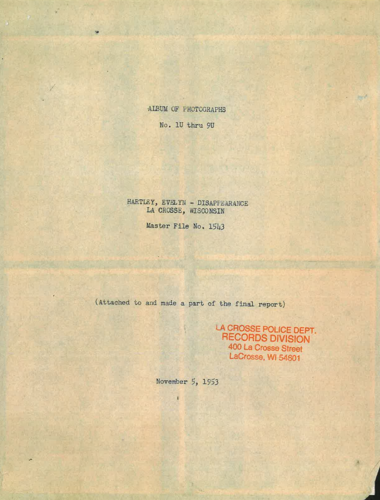 ALBUM OF PHOTOGRAPHS
No. 1U thru 9U
HARTLEY, EVELYN - DISAPPEARANCE
LA CROSSE, WISCONSIN
Master File No. 1543
(Attached to and made a part of the final report)
LA CROSSE POLICE DEPT.
RECORDS DIVISION
400 La Crosse Street
LaCrosse, WI 54601
November 5, 1953